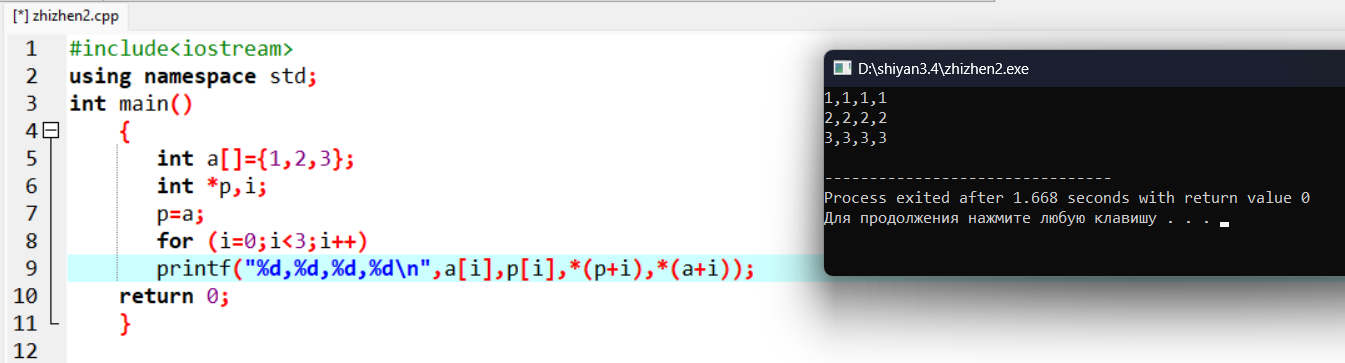 [*] zhizhen2.cpp
1 #include<iostream>
2 using namespace std;
3 int main()
4 {
5 int a[]={1,2,3};
6 int *p,i;
7 p=a;
8 for (i=0;i<3;i++)
9 printf("%d,%d,%d,%d\n",a[i],p[i],*(p+i),*(a+i));
10 return 0;
11 }
12
D:\shiyan3.4\zhizhen2.exe
1,1,1,1
2,2,2,2
3,3,3,3
--------------------------------
Process exited after 1.668 seconds with return value 0
Для продолжения нажмите любую клавишу . . .